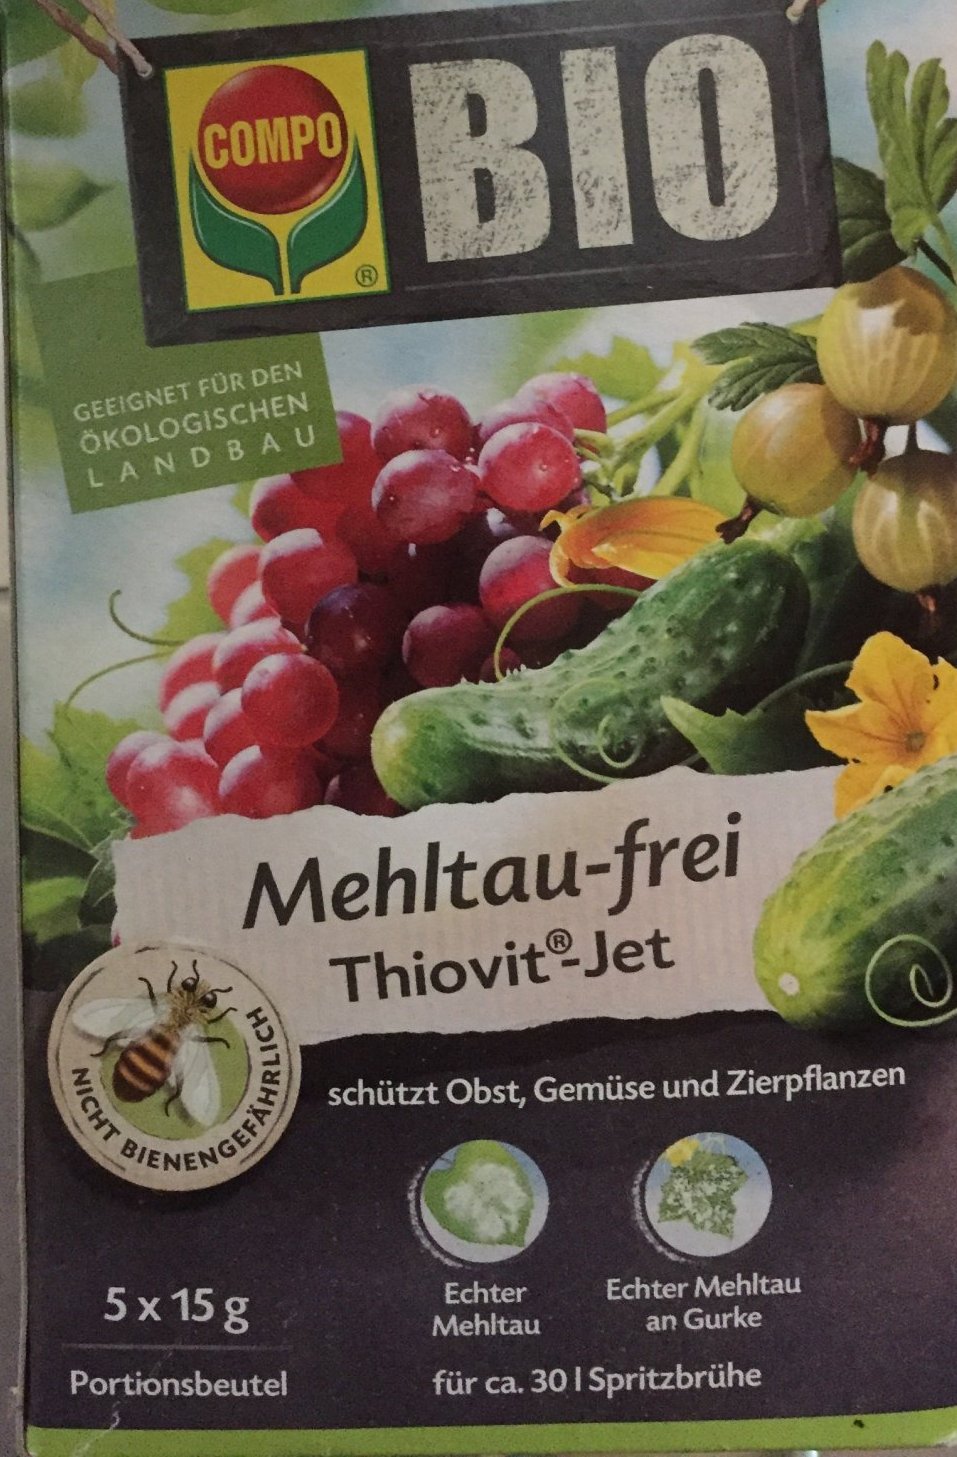 COMPO
®
BIO
GEEIGNET FÜR DEN
ÖKOLOGISCHEN
LANDBAU
Mehltau-frei
Thiovit®-Jet
NICHT BIENENGEFÄHRLICH
schützt Obst, Gemüse und Zierpflanzen
Echter
Mehltau
Echter Mehltau
an Gurke
5 x 15 g
Portionsbeutel
für ca. 30 l Spritzbrühe